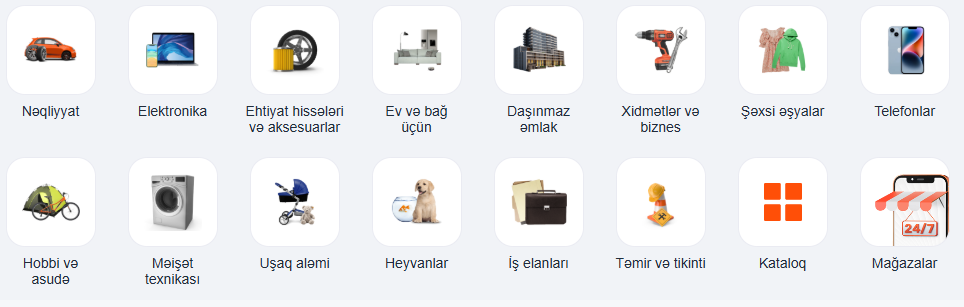 Nəqliyyat
Elektronika
Ehtiyat hissələri
və aksesuarlar
Ev və bağ
üçün
Daşınmaz
əmlak
Xidmətlər və
biznes
Şəxsi əşyalar
Telefonlar
Hobbi və
asudə
Məişət
texnikası
Uşaq aləmi
Heyvanlar
İş elanları
Təmir və tikinti
Kataloq
24/7
Mağazalar